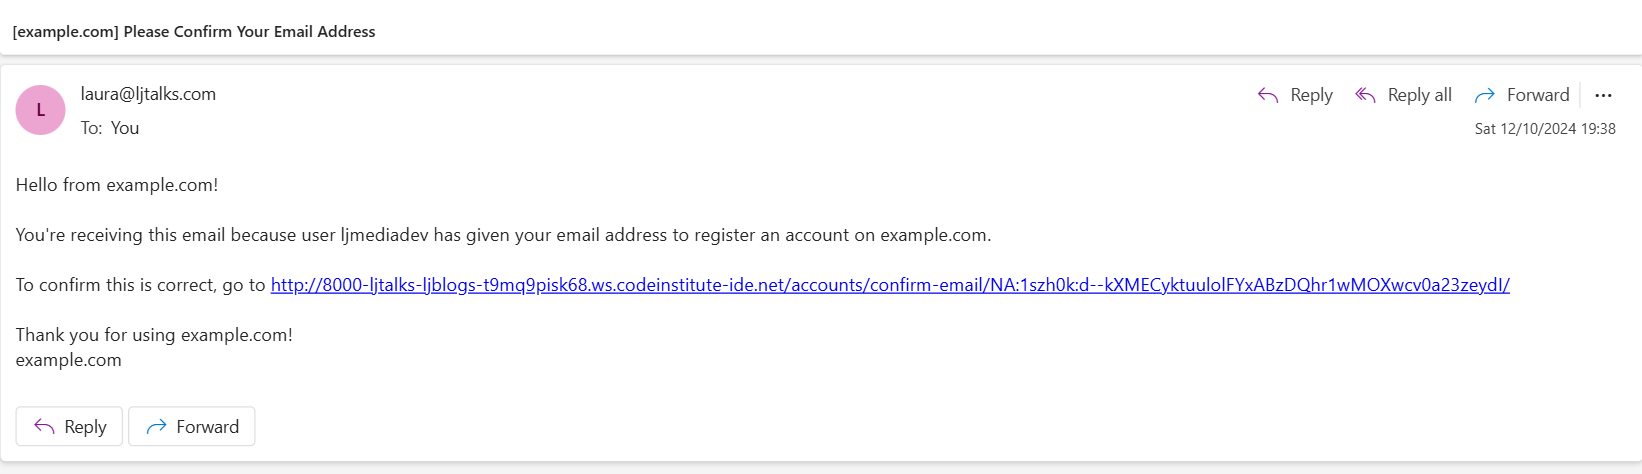 [example.com] Please Confirm Your Email Address
L
laura@ljtalks.com
Reply
Reply all
Forward
To: You
Sat 12/10/2024 19:38
Hello from example.com!
You're receiving this email because user ljmediadev has given your email address to register an account on example.com.
To confirm this is correct, go to http://8000-ljtalks-ljblogs-t9mq9pisk68.ws.codeinstitute-ide.net/accounts/confirm-email/NA:1szh0k:d--kXMECyktuulolFYxABzDQhr1wMOXwcv0a23zeydI/
Thank you for using example.com!
example.com
Reply
Forward